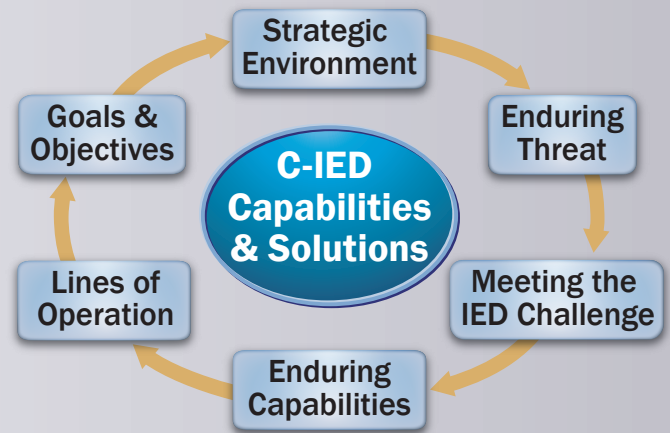 Strategic
Environment
Goals &
Objectives
Enduring
Threat
C-IED
Capabilities
& Solutions
Lines of
Operation
Meeting the
IED Challenge
Enduring
Capabilities